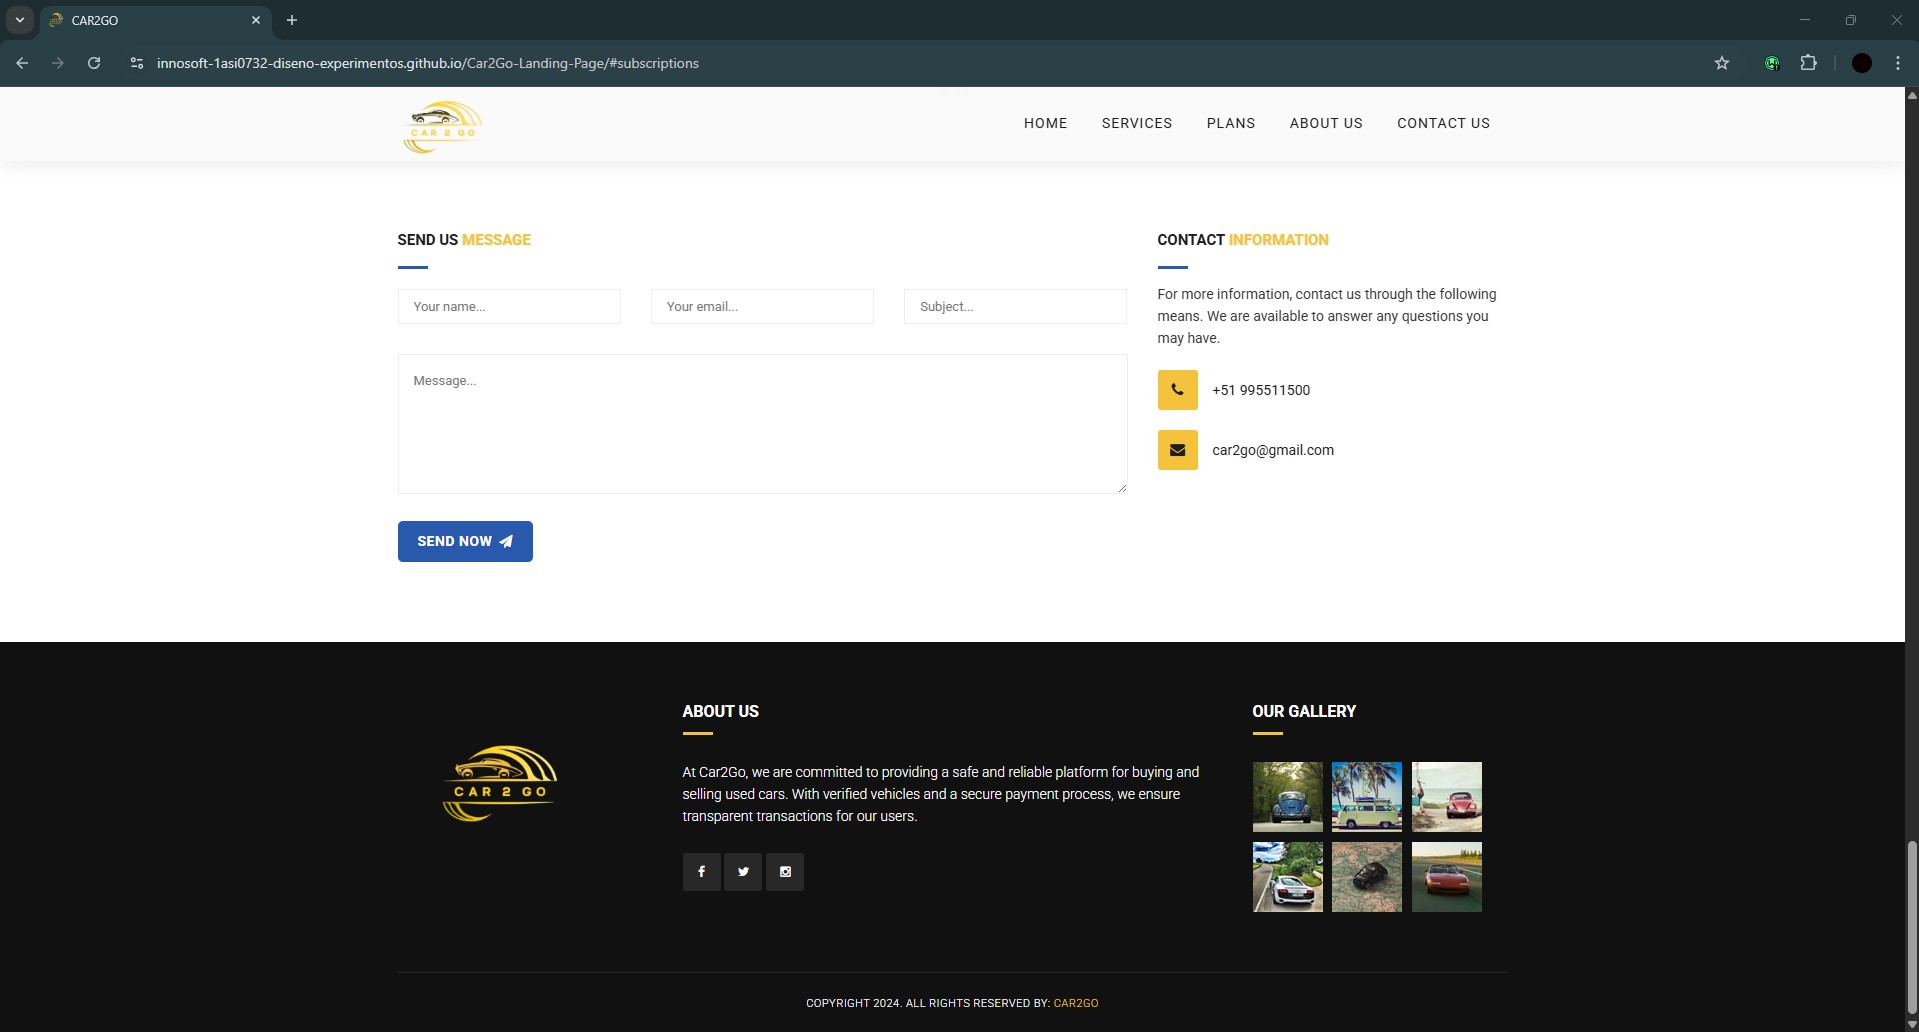 CAR2GO
innosoft-1asi0732-diseno-experimentos.github.io/Car2Go-Landing-Page/#subscriptions
CAR 2 GO
HOME
SERVICES
PLANS
ABOUT US
CONTACT US
SEND US MESSAGE
Your name...
Your email...
Subject...
Message...
SEND NOW
CONTACT INFORMATION
For more information, contact us through the following
means. We are available to answer any questions you
may have.
+51 995511500
car2go@gmail.com
CAR 2 GO
ABOUT US
At Car2Go, we are committed to providing a safe and reliable platform for buying and
selling used cars. With verified vehicles and a secure payment process, we ensure
transparent transactions for our users.
OUR GALLERY
COPYRIGHT 2024. ALL RIGHTS RESERVED BY: CAR2GO